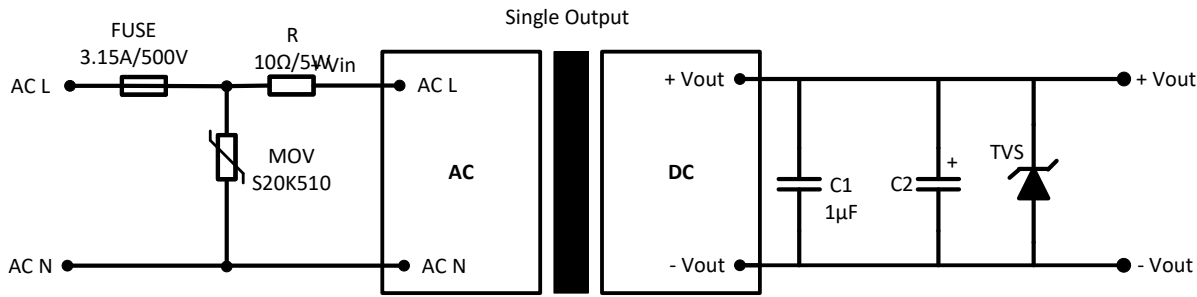 Single Output
FUSE
3.15A/500V
R
10Ω/5W
+ Vin
AC L
AC L
+ Vout
+ Vout
MOV
S20K510
AC
DC
C1
1µF
C2
+
TVS
AC N
AC N
- Vout
- Vout